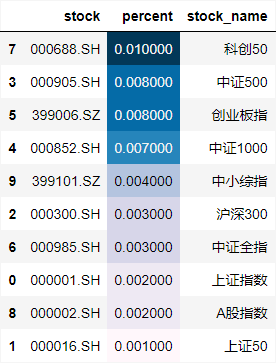 stock percent stock_name
7 000688.SH 0.010000 科创50
3 000905.SH 0.008000 中证500
5 399006.SZ 0.008000 创业板指
4 000852.SH 0.007000 中证1000
9 399101.SZ 0.004000 中小综指
2 000300.SH 0.003000 沪深300
6 000985.SH 0.003000 中证全指
0 000001.SH 0.002000 上证指数
8 000002.SH 0.002000 A股指数
1 000016.SH 0.001000 上证50